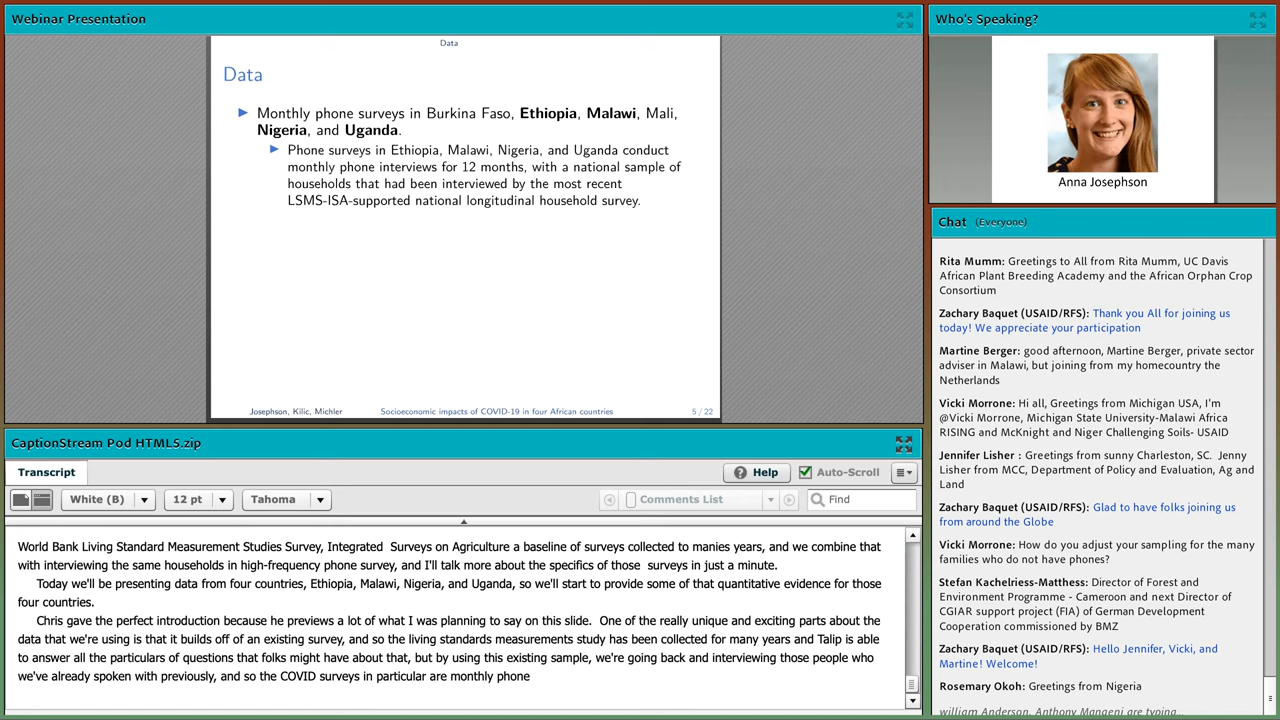 Webinar Presentation
Data
Data
Monthly phone surveys in Burkina Faso, Ethiopia, Malawi, Mali,
Nigeria, and Uganda.
Phone surveys in Ethiopia, Malawi, Nigeria, and Uganda conduct
monthly phone interviews for 12 months, with a national sample of
households that had been interviewed by the most recent
LSMS-ISA-supported national longitudinal household survey.
Josephson, Kilic, Michler Socioeconomic impacts of COVID-19 in four African countries 5 / 22
Who's Speaking?
Anna Josephson
Chat (Everyone)
Rita Mumm: Greetings to All from Rita Mumm, UC Davis
African Plant Breeding Academy and the African Orphan Crop
Consortium
Zachary Baquet (USAID/RFS): Thank you All for joining us
today! We appreciate your participation
Martine Berger: good afternoon, Martine Berger, private sector
adviser in Malawi, but joining from my homecountry the
Netherlands
Vicki Morrone: Hi all, Greetings from Michigan USA, I'm
@Vicki Morrone, Michigan State University-Malawi Africa
RISING and McKnight and Niger Challenging Soils- USAID
Jennifer Lisher : Greetings from sunny Charleston, SC. Jenny
Lisher from MCC, Department of Policy and Evaluation, Ag and
Land
Zachary Baquet (USAID/RFS): Glad to have folks joining us
from around the Globe
Vicki Morrone: How do you adjust your sampling for the many
families who do not have phones?
Stefan Kachelriess-Matthess: Director of Forest and
Environment Programme - Cameroon and next Director of
CGIAR support project (FIA) of German Development
Cooperation commissioned by BMZ
Zachary Baquet (USAID/RFS): Hello Jennifer, Vicki, and
Martine! Welcome!
Rosemary Okoh: Greetings from Nigeria
william Anderson, Anthony Mangeni are typing...
CaptionStream Pod HTML5.zip
Transcript
Help
Auto-Scroll
White (B)
12 pt
Tahoma
Comments List
Find
World Bank Living Standard Measurement Studies Survey, Integrated Surveys on Agriculture a baseline of surveys collected to manies years, and we combine that
with interviewing the same households in high-frequency phone survey, and I'll talk more about the specifics of those surveys in just a minute.
Today we'll be presenting data from four countries, Ethiopia, Malawi, Nigeria, and Uganda, so we'll start to provide some of that quantitative evidence for those
four countries.
Chris gave the perfect introduction because he previews a lot of what I was planning to say on this slide. One of the really unique and exciting parts about the
data that we're using is that it builds off of an existing survey, and so the living standards measurements study has been collected for many years and Talip is able
to answer all the particulars of questions that folks might have about that, but by using this existing sample, we're going back and interviewing those people who
we've already spoken with previously, and so the COVID surveys in particular are monthly phone